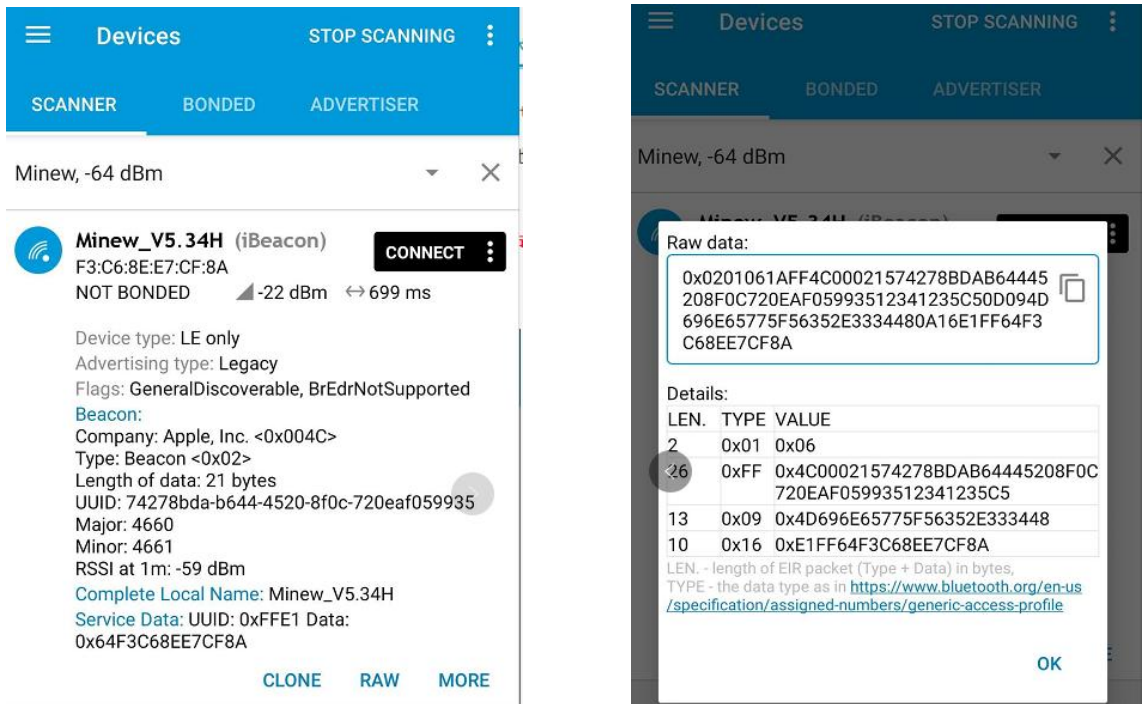 Devices
STOP SCANNING
SCANNER BONDED ADVERTISER
Minew, -64 dBm
Minew_V5.34H (iBeacon)
CONNECT
F3:C6:8E:E7:CF:8A
NOT BONDED -22 dBm 699 ms
Device type: LE only
Advertising type: Legacy
Flags: GeneralDiscoverable, BrEdrNotSupported
Beacon:
Company: Apple, Inc. <0x004C>
Type: Beacon <0x02>
Length of data: 21 bytes
UUID: 74278bda-b644-4520-8f0c-720eaf059935
Major: 4660
Minor: 4661
RSSI at 1m: -59 dBm
Complete Local Name: Minew_V5.34H
Service Data: UUID: 0xFFE1 Data:
0x64F3C68EE7CF8A
CLONE RAW MORE
Devices
STOP SCANNING
SCANNER BONDED ADVERTISER
Minew, -64 dBm
Raw data:
0x0201061AFF4C00021574278BDAB64445
208F0C720EAF05993512341235C50D094D
696E65775F56352E3334480A16E1FF64F3
C68EE7CF8A
Details:
LEN. TYPE VALUE
2 0x01 0x06
26 0xFF 0x4C00021574278BDAB64445208F0C
720EAF05993512341235C5
13 0x09 0x4D696E65775F56352E333448
10 0x16 0xE1FF64F3C68EE7CF8A
LEN. - length of EIR packet (Type + Data) in bytes,
TYPE - the data type as in https://www.bluetooth.org/en-us
/specification/assigned-numbers/generic-access-profile
OK